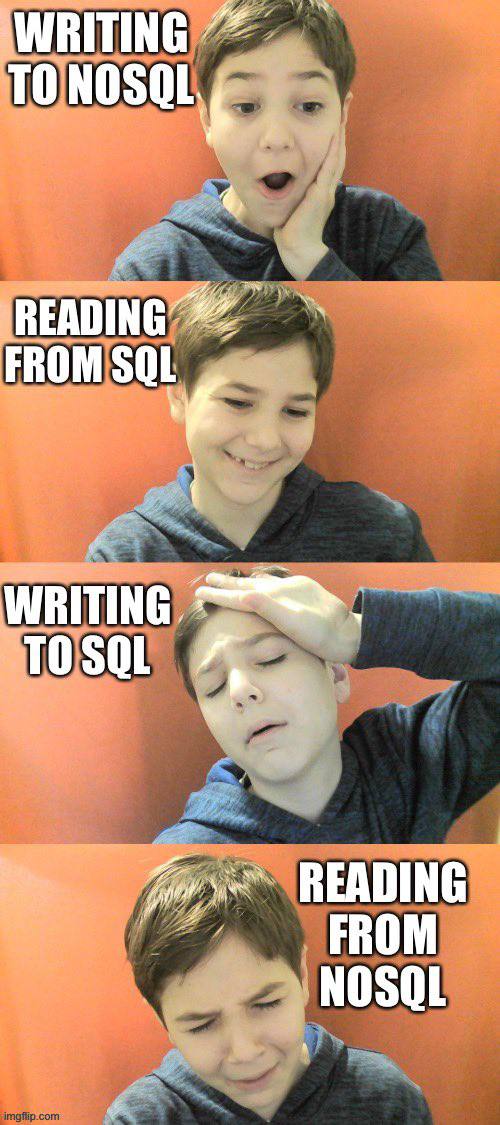 WRITING
TO NOSQL
READING
FROM SQL
WRITING
TO SQL
READING
FROM
NOSQL
imgflip.com